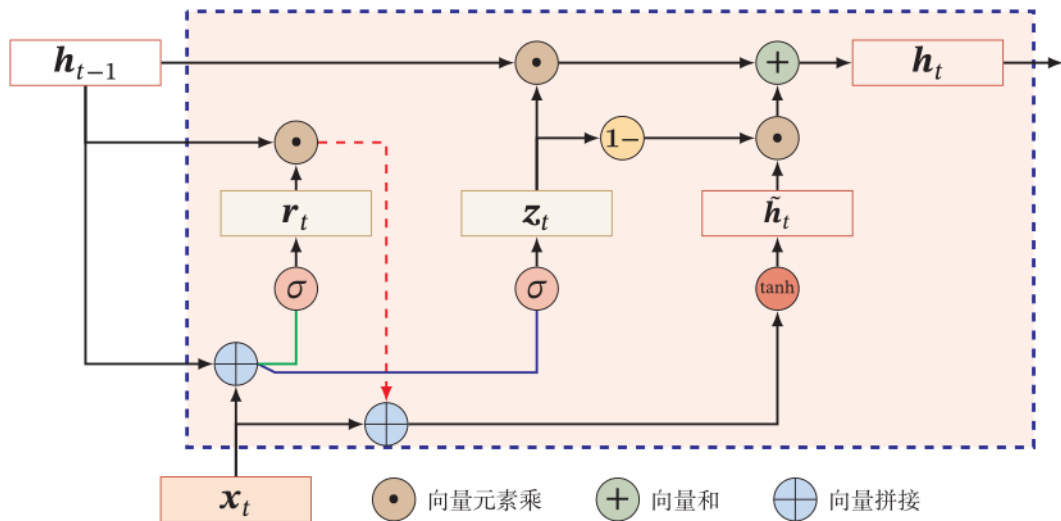 h_{t−1}
⊙
+
h_t
⊙
1−
⊙
r_t
z_t
h̃_t
σ
σ
tanh
x_t
向量元素乘
+ 向量和
向量拼接